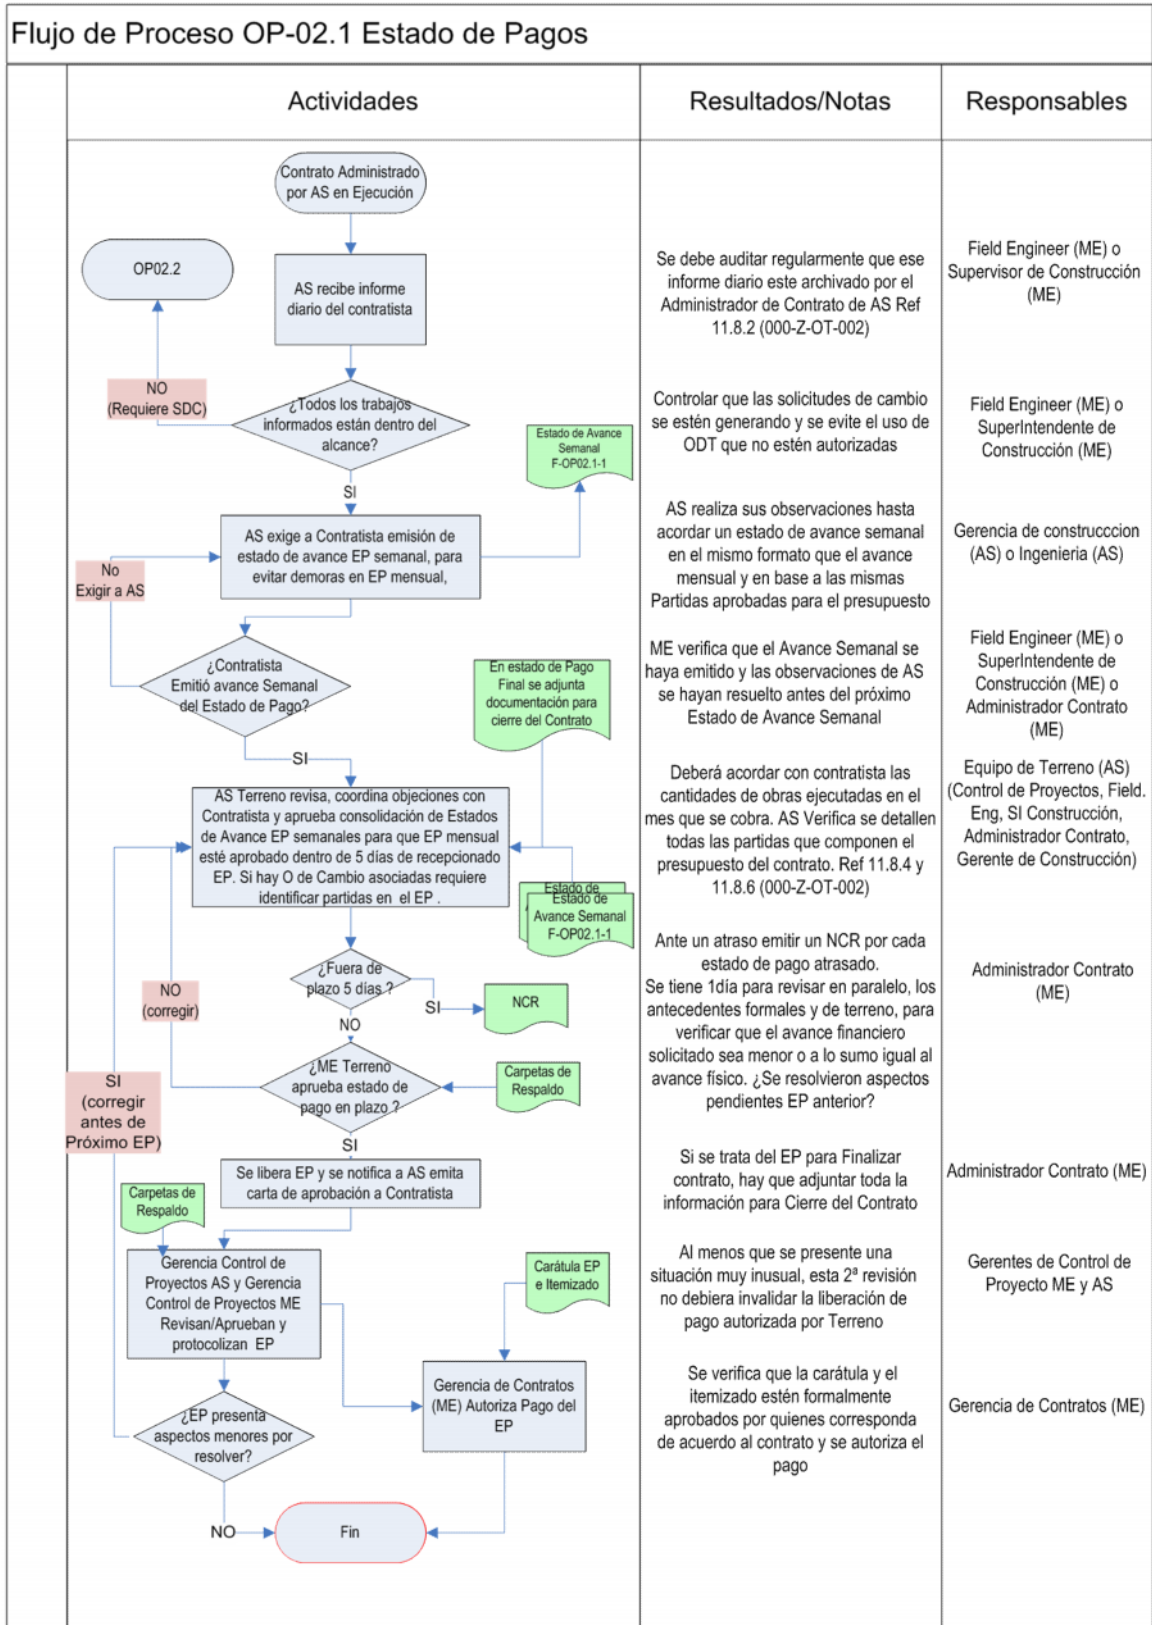 Flujo de Proceso OP-02.1 Estado de Pagos
Actividades
Resultados/Notas
Responsables
Contrato Administrado
por AS en Ejecución
OP02.2
AS recibe informe
diario del contratista
Se debe auditar regularmente que ese
informe diario este archivado por el
Administrador de Contrato de AS Ref
11.8.2 (000-Z-OT-002)
Field Engineer (ME) o
Supervisor de Construcción
(ME)
NO
(Requiere SDC)
¿Todos los trabajos
informados están dentro del
alcance?
Controlar que las solicitudes de cambio
se estén generando y se evite el uso de
ODT que no estén autorizadas
Field Engineer (ME) o
SuperIntendente de
Construcción (ME)
Estado de Avance
Semanal
F-OP02.1-1
SI
AS exige a Contratista emisión de
estado de avance EP semanal, para
evitar demoras en EP mensual,
AS realiza sus observaciones hasta
acordar un estado de avance semanal
en el mismo formato que el avance
mensual y en base a las mismas
Partidas aprobadas para el presupuesto
Gerencia de construcccion
(AS) o Ingenieria (AS)
No
Exigir a AS
¿Contratista
Emitió avance Semanal
del Estado de Pago?
En estado de Pago
Final se adjunta
documentación para
cierre del Contrato
ME verifica que el Avance Semanal se
haya emitido y las observaciones de AS
se hayan resuelto antes del próximo
Estado de Avance Semanal
Field Engineer (ME) o
SuperIntendente de
Construcción (ME) o
Administrador Contrato
(ME)
SI
AS Terreno revisa, coordina objeciones con
Contratista y aprueba consolidación de Estados
de Avance EP semanales para que EP mensual
esté aprobado dentro de 5 días de recepcionado
EP. Si hay O de Cambio asociadas requiere
identificar partidas en el EP .
Deberá acordar con contratista las
cantidades de obras ejecutadas en el
mes que se cobra. AS Verifica se detallen
todas las partidas que componen el
presupuesto del contrato. Ref 11.8.4 y
11.8.6 (000-Z-OT-002)
Equipo de Terreno (AS)
(Control de Proyectos, Field.
Eng, SI Construcción,
Administrador Contrato,
Gerente de Construcción)
Estado de
Estado de
Avance Semanal
F-OP02.1-1
¿Fuera de
plazo 5 días ?
SI
NCR
NO
Ante un atraso emitir un NCR por cada
estado de pago atrasado.
Se tiene 1día para revisar en paralelo, los
antecedentes formales y de terreno, para
verificar que el avance financiero
solicitado sea menor o a lo sumo igual al
avance físico. ¿Se resolvieron aspectos
pendientes EP anterior?
Administrador Contrato
(ME)
NO
(corregir)
¿ME Terreno
aprueba estado de
pago en plazo ?
Carpetas de
Respaldo
SI
(corregir
antes de
Próximo EP)
SI
Se libera EP y se notifica a AS emita
carta de aprobación a Contratista
Si se trata del EP para Finalizar
contrato, hay que adjuntar toda la
información para Cierre del Contrato
Administrador Contrato (ME)
Carpetas de
Respaldo
Gerencia Control de
Proyectos AS y Gerencia
Control de Proyectos ME
Revisan/Aprueban y
protocolizan EP
Carátula EP
e Itemizado
Al menos que se presente una
situación muy inusual, esta 2ª revisión
no debiera invalidar la liberación de
pago autorizada por Terreno
Gerentes de Control de
Proyecto ME y AS
Gerencia de Contratos
(ME) Autoriza Pago del
EP
Se verifica que la carátula y el
itemizado estén formalmente
aprobados por quienes corresponda
de acuerdo al contrato y se autoriza el
pago
Gerencia de Contratos (ME)
¿EP presenta
aspectos menores por
resolver?
NO
Fin